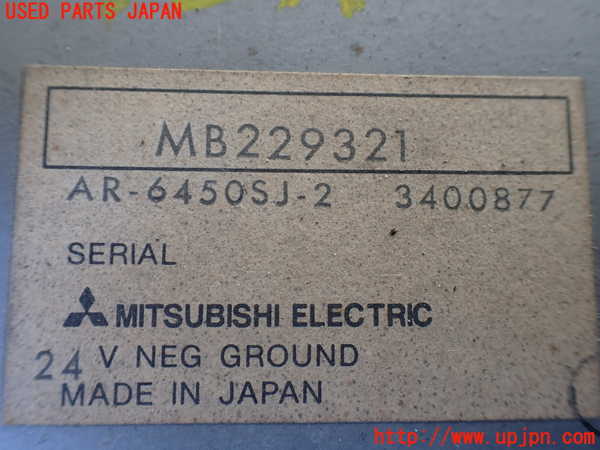 USED PARTS JAPAN
MB229321
AR-6450SJ-2 3400877
SERIAL
MITSUBISHI ELECTRIC
24 V NEG GROUND
MADE IN JAPAN
http://www.upjpn.com/